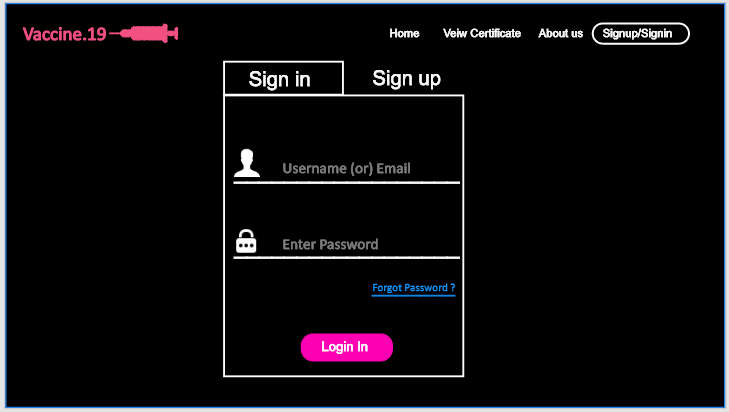 Vaccine.19
Home Veiw Certificate About us Signup/Signin
Sign in Sign up
Username (or) Email
Enter Password
Forgot Password ?
Login In